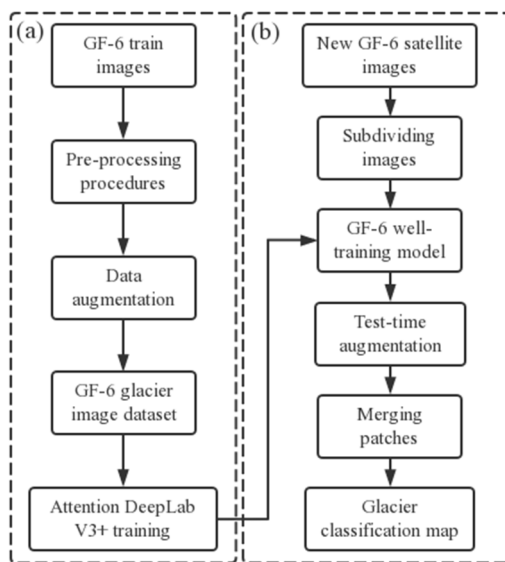 (a)
GF-6 train
images
Pre-processing
procedures
Data
augmentation
GF-6 glacier
image dataset
Attention DeepLab
V3+ training
(b)
New GF-6 satellite
images
Subdividing
images
GF-6 well-
training model
Test-time
augmentation
Merging
patches
Glacier
classification map